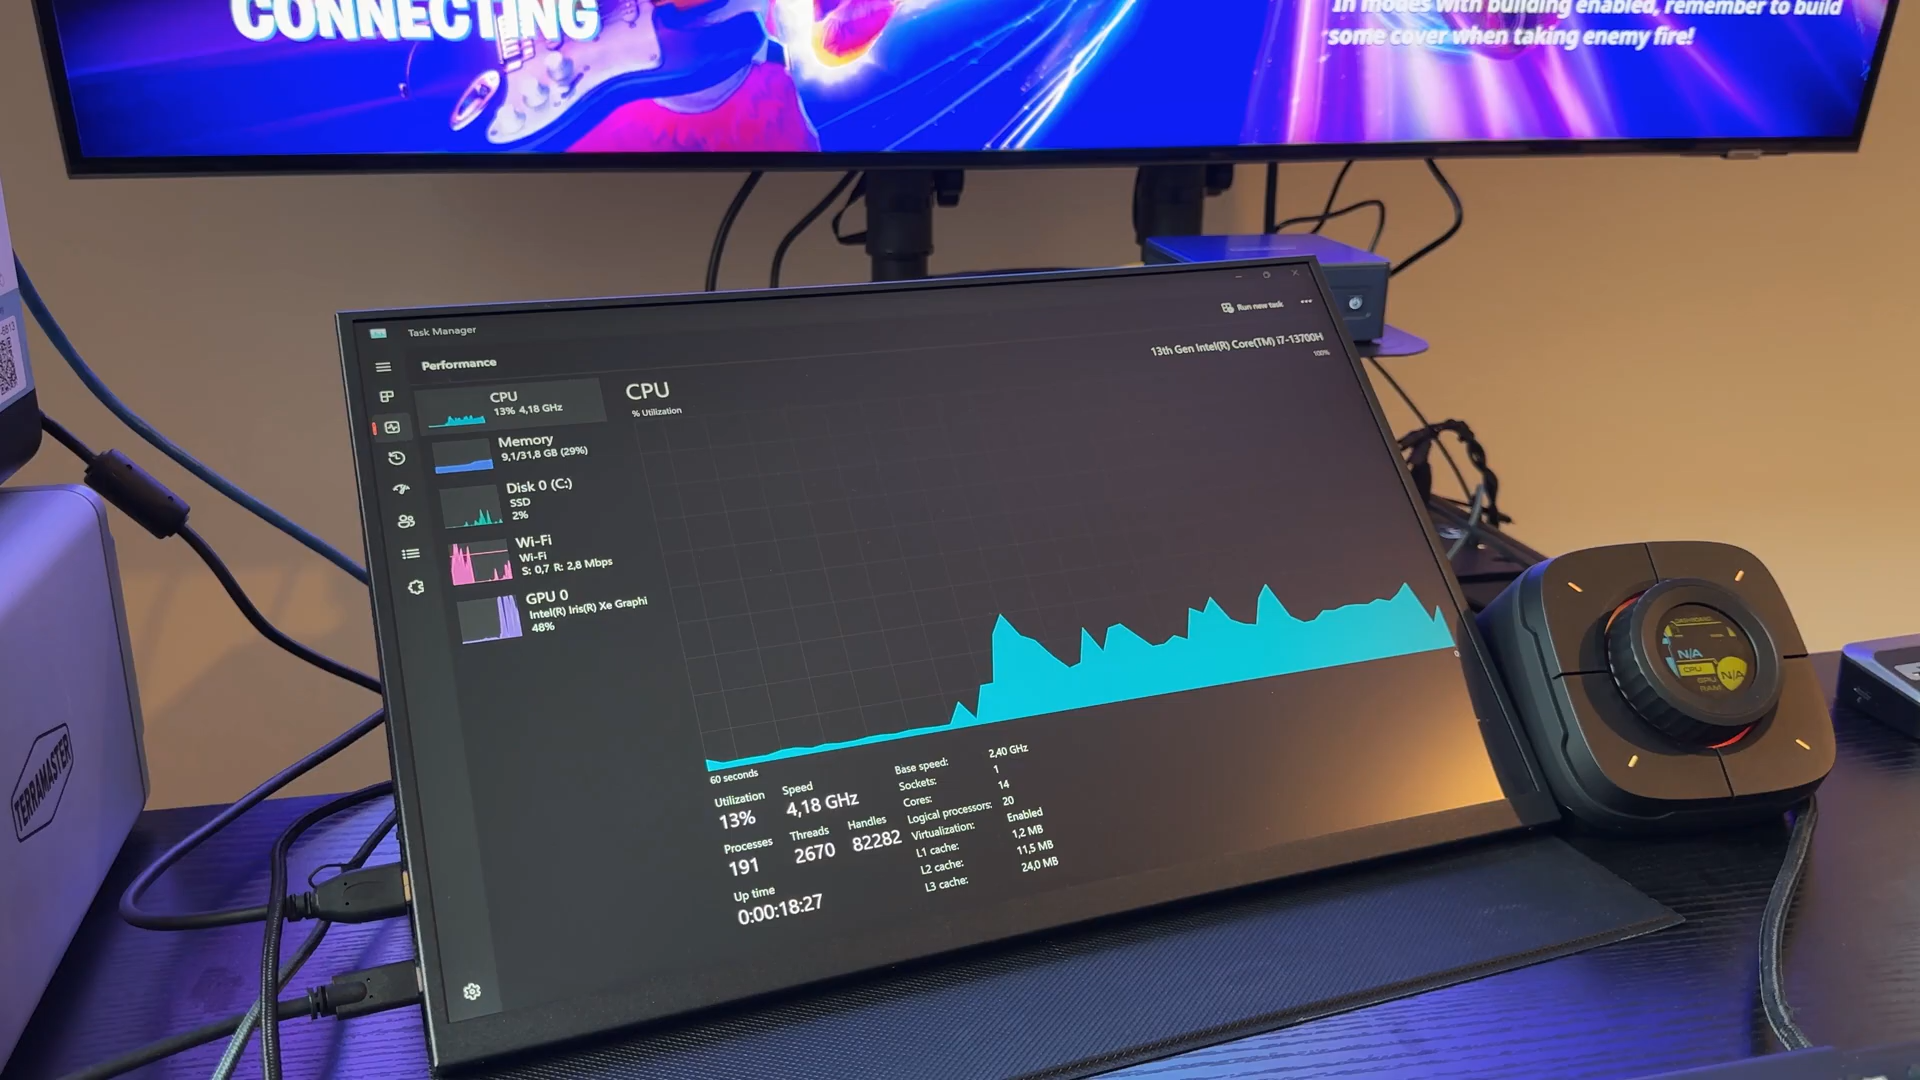 CONNECTING
In modes with building enabled, remember to build
some cover when taking enemy fire!
Task Manager
Run new task
Performance
13th Gen Intel(R) Core(TM) i7-13700H
100%
CPU
13% 4,18 GHz
Memory
9,1/31,8 GB (29%)
Disk 0 (C:)
SSD
2%
Wi-Fi
Wi-Fi
S: 0,7 R: 2,8 Mbps
GPU 0
Intel(R) Iris(R) Xe Graphi
48%
CPU
% Utilization
60 seconds
0
Utilization
13%
Speed
4,18 GHz
Processes
191
Threads
2670
Handles
82282
Up time
0:00:18:27
Base speed: 2,40 GHz
Sockets: 1
Cores: 14
Logical processors: 20
Virtualization: Enabled
L1 cache: 1,2 MB
L2 cache: 11,5 MB
L3 cache: 24,0 MB
TERRAMASTER
DASHBOARD
N/A
CPU
GPU
N/A
RAM